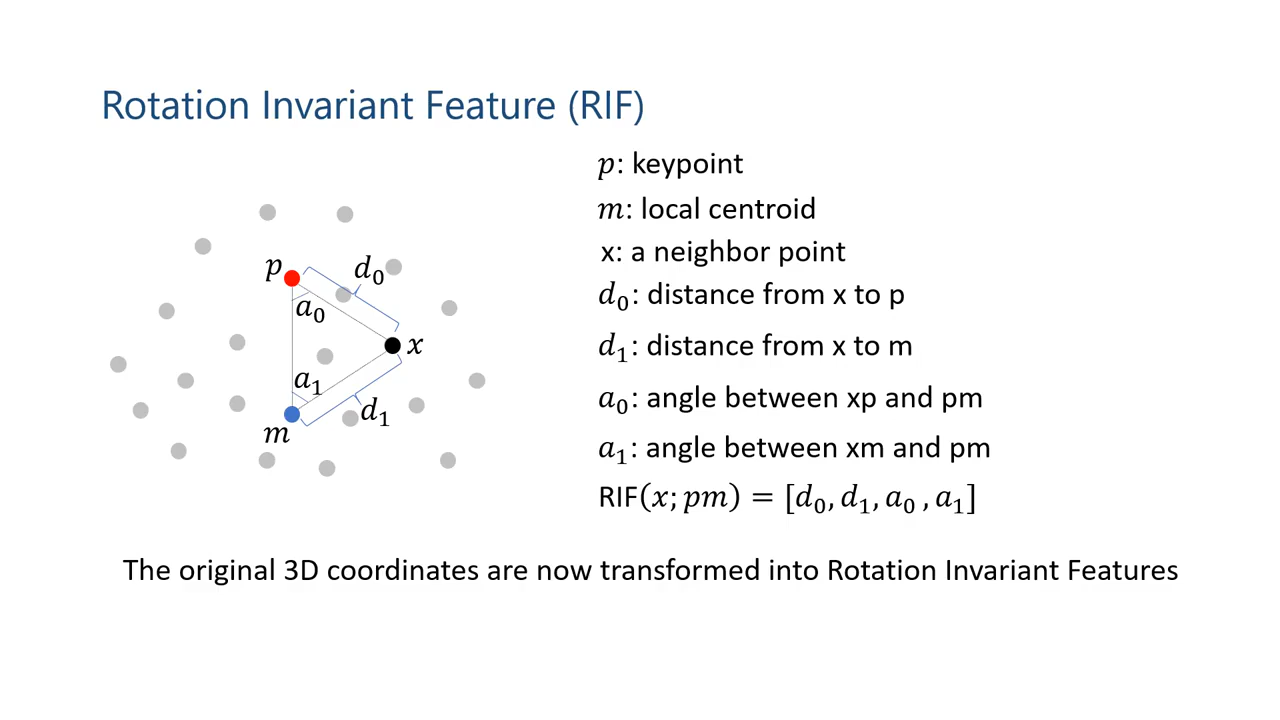 Rotation Invariant Feature (RIF)
p: keypoint
m: local centroid
x: a neighbor point
d₀: distance from x to p
d₁: distance from x to m
a₀: angle between xp and pm
a₁: angle between xm and pm
RIF(x; pm) = [d₀, d₁, a₀ , a₁]
p
d₀
a₀
x
a₁
d₁
m
The original 3D coordinates are now transformed into Rotation Invariant Features